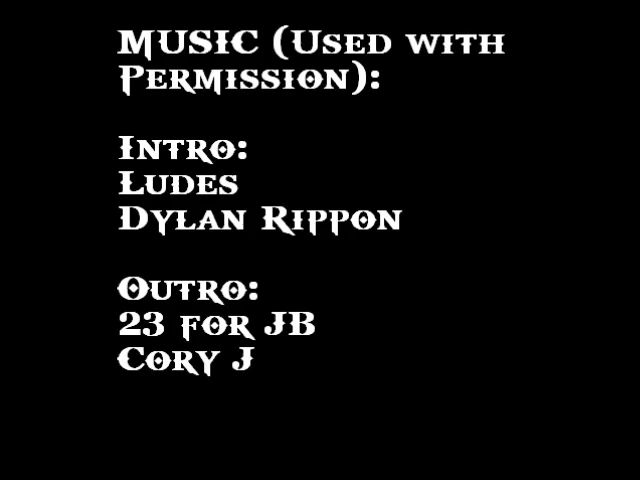 MUSIC (Used with
Permission):
Intro:
Ludes
Dylan Rippon
Outro:
23 for JB
Cory J